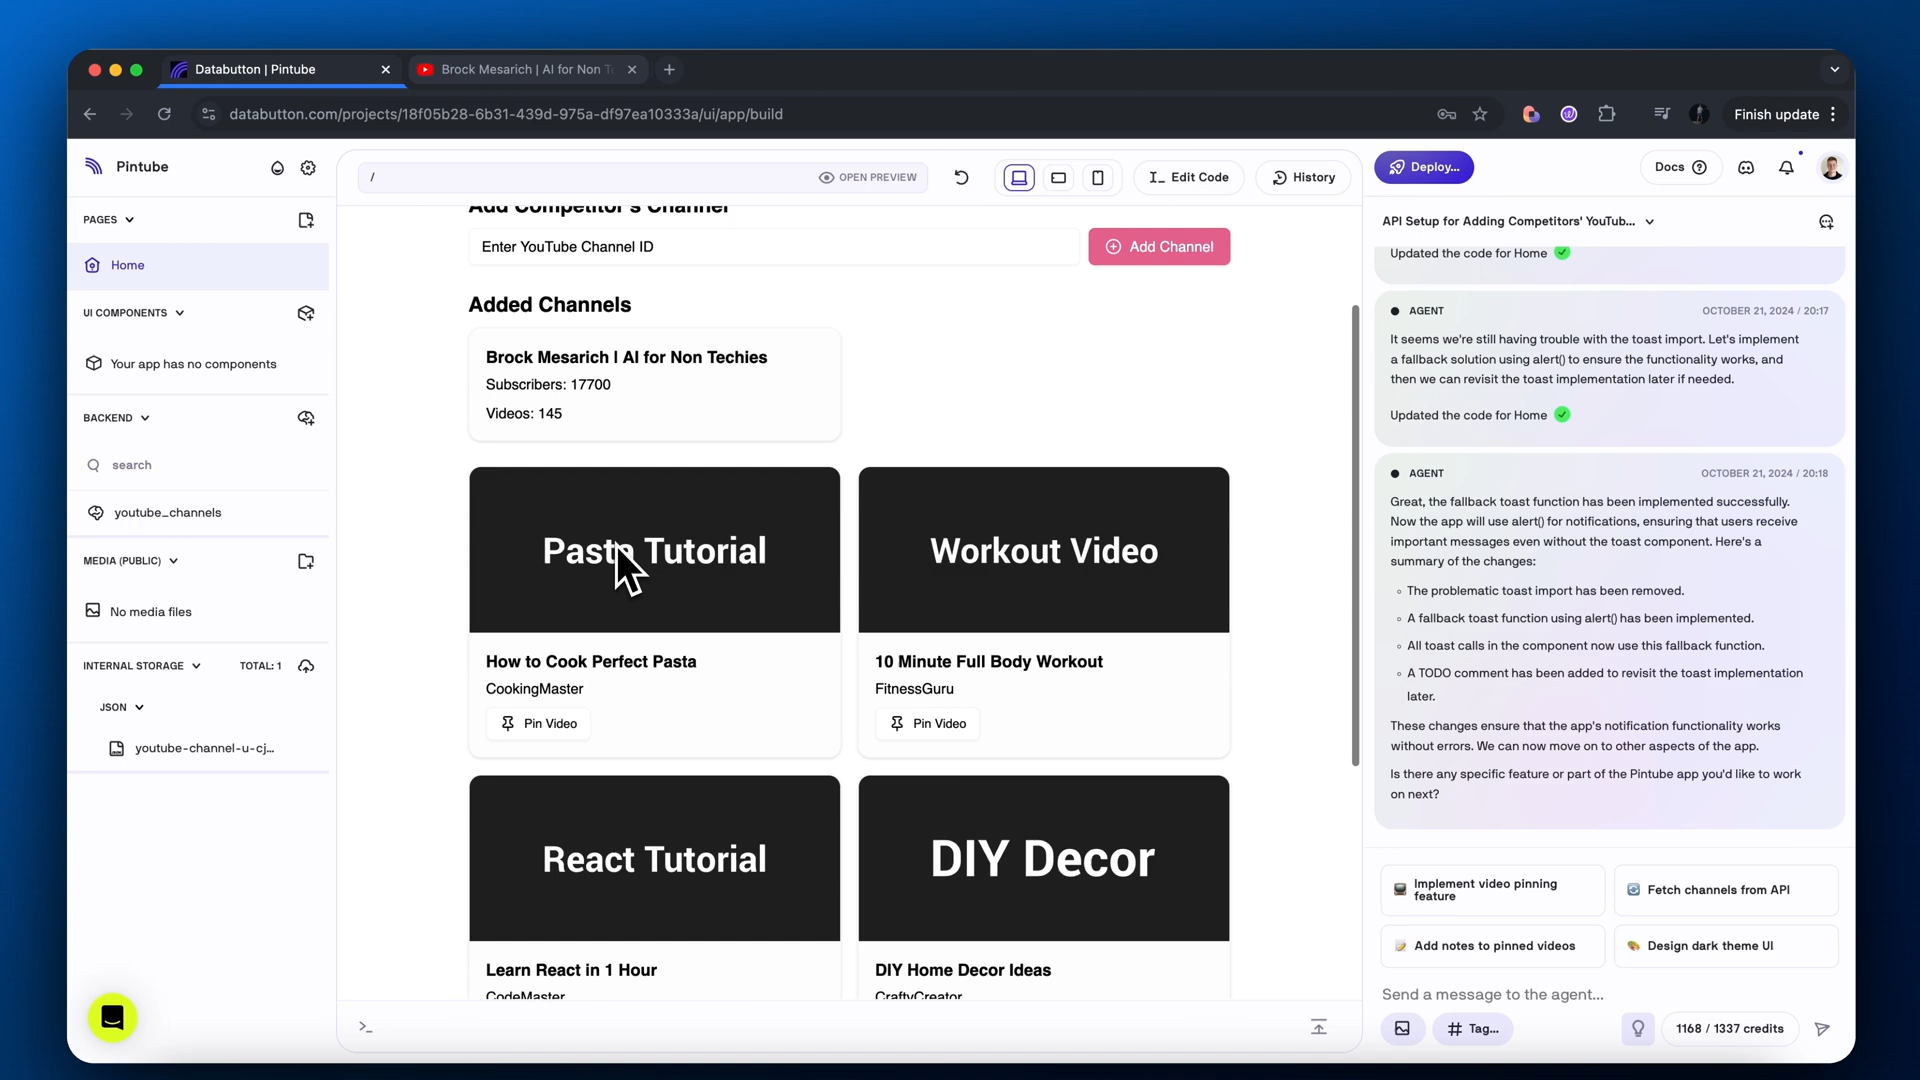 Databutton | Pintube
Brock Mesarich | AI for Non T
databutton.com/projects/18f05b28-6b31-439d-975a-df97ea10333a/ui/app/build
Finish update
Pintube
PAGES
Home
UI COMPONENTS
Your app has no components
BACKEND
search
youtube_channels
MEDIA (PUBLIC)
No media files
INTERNAL STORAGE
TOTAL: 1
JSON
youtube-channel-u-cj...
/
OPEN PREVIEW
Edit Code
History
Add Competitor's Channel
Enter YouTube Channel ID
Add Channel
Added Channels
Brock Mesarich | AI for Non Techies
Subscribers: 17700
Videos: 145
Pasta Tutorial
How to Cook Perfect Pasta
CookingMaster
Pin Video
Workout Video
10 Minute Full Body Workout
FitnessGuru
Pin Video
React Tutorial
Learn React in 1 Hour
CodeMaster
DIY Decor
DIY Home Decor Ideas
CraftyCreator
>_
Deploy...
Docs
API Setup for Adding Competitors' YouTub...
Updated the code for Home
AGENT
OCTOBER 21, 2024 / 20:17
It seems we're still having trouble with the toast import. Let's implement
a fallback solution using alert() to ensure the functionality works, and
then we can revisit the toast implementation later if needed.
Updated the code for Home
AGENT
OCTOBER 21, 2024 / 20:18
Great, the fallback toast function has been implemented successfully.
Now the app will use alert() for notifications, ensuring that users receive
important messages even without the toast component. Here's a
summary of the changes:
The problematic toast import has been removed.
A fallback toast function using alert() has been implemented.
All toast calls in the component now use this fallback function.
A TODO comment has been added to revisit the toast implementation
later.
These changes ensure that the app's notification functionality works
without errors. We can now move on to other aspects of the app.
Is there any specific feature or part of the Pintube app you'd like to work
on next?
Implement video pinning
feature
Fetch channels from API
Add notes to pinned videos
Design dark theme UI
Send a message to the agent...
Tag...
1168 / 1337 credits